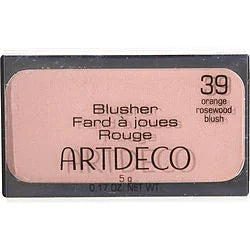 39
orange
rosewood
blush
Blusher
Fard à joues
Rouge
ARTDECO
5 g
0.17 OZ. NET WT.